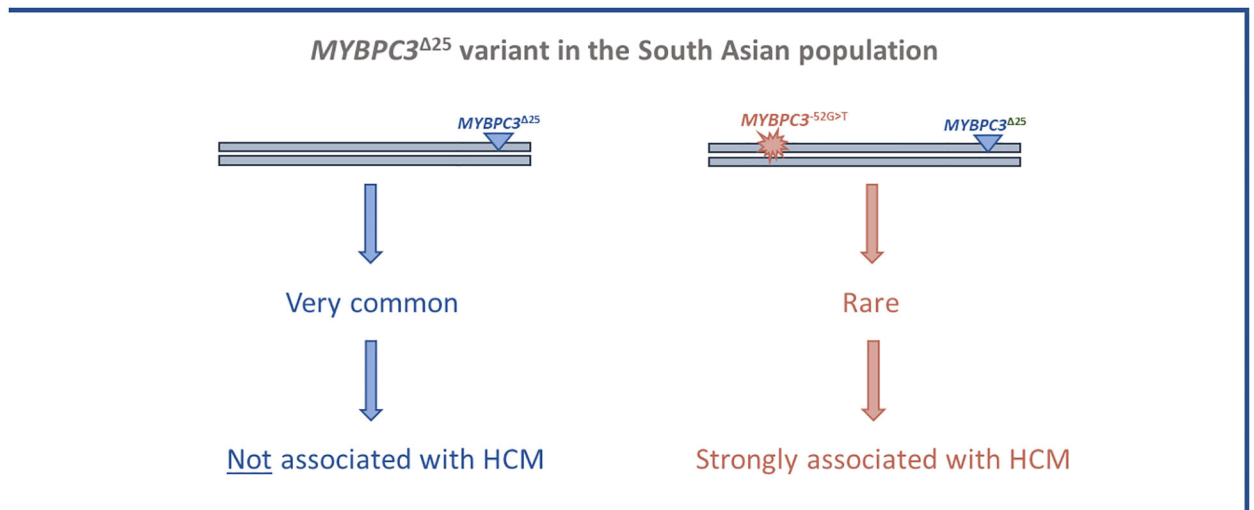 MYBPC3Δ25 variant in the South Asian population
MYBPC3Δ25
MYBPC3-52G>T
MYBPC3Δ25
Very common
Rare
Not associated with HCM
Strongly associated with HCM